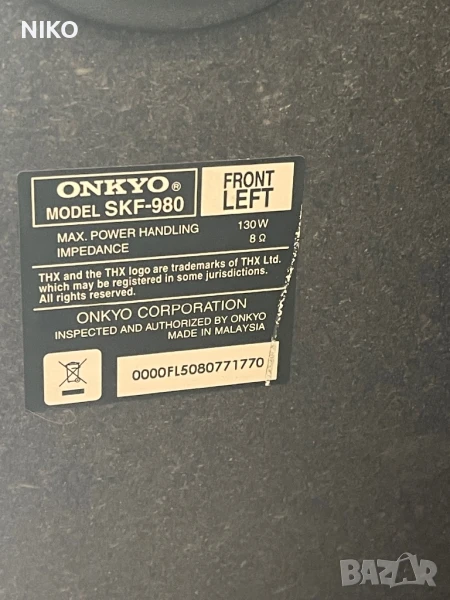 NIKO
ONKYO®
MODEL SKF-980
FRONT
LEFT
MAX. POWER HANDLING 130 W
IMPEDANCE 8 Ω
THX and the THX logo are trademarks of THX Ltd.
which may be registered in some jurisdictions.
All rights reserved.
ONKYO CORPORATION
INSPECTED AND AUTHORIZED BY ONKYO
MADE IN MALAYSIA
0000FL5080771770
BAZAR